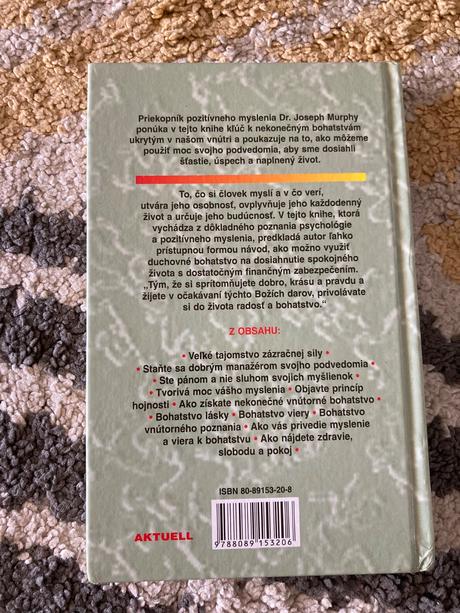 Priekopník pozitívneho myslenia Dr. Joseph Murphy
ponúka v tejto knihe kľúč k nekonečným bohatstvám
ukrytým v našom vnútri a poukazuje na to, ako môžeme
použiť moc svojho podvedomia, aby sme dosiahli
šťastie, úspech a naplnený život.
To, čo si človek myslí a v čo verí,
utvára jeho osobnosť, ovplyvňuje jeho každodenný
život a určuje jeho budúcnosť. V tejto knihe, ktorá
vychádza z dôkladného poznania psychológie
a pozitívneho myslenia, predkladá autor ľahko
prístupnou formou návod, ako možno využiť
duchovné bohatstvo na dosiahnutie spokojného
života s dostatočným finančným zabezpečením.
„Tým, že si sprítomňujete dobro, krásu a pravdu a
žijete v očakávaní týchto Božích darov, privolávate
si do života radosť a bohatstvo."
Z OBSAHU:
• Veľké tajomstvo zázračnej sily •
• Staňte sa dobrým manažérom svojho podvedomia •
• Ste pánom a nie sluhom svojich myšlienok •
• Tvorivá moc vášho myslenia • Objavte princíp
hojnosti • Ako získate nekonečné vnútorné bohatstvo •
• Bohatstvo lásky • Bohatstvo viery • Bohatstvo
vnútorného poznania • Ako vás privedie myslenie
a viera k bohatstvu • Ako nájdete zdravie,
slobodu a pokoj •
ISBN 80-89153-20-8
AKTUELL
9788089153206